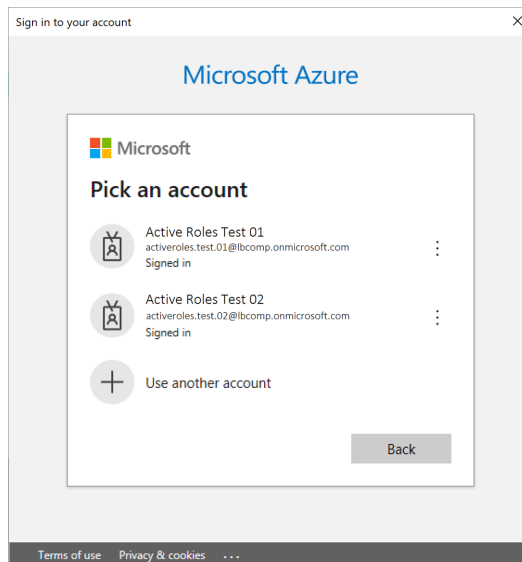 Sign in to your account
Microsoft Azure
Microsoft
Pick an account
Active Roles Test 01
activeroles.test.01@lbcomp.onmicrosoft.com
Signed in
Active Roles Test 02
activeroles.test.02@lbcomp.onmicrosoft.com
Signed in
Use another account
Back
Terms of use Privacy & cookies ...